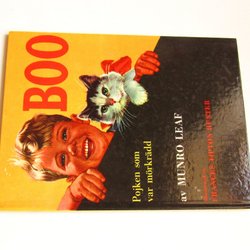 BOO
Pojken som
var mörkrädd
av MUNRO LEAF